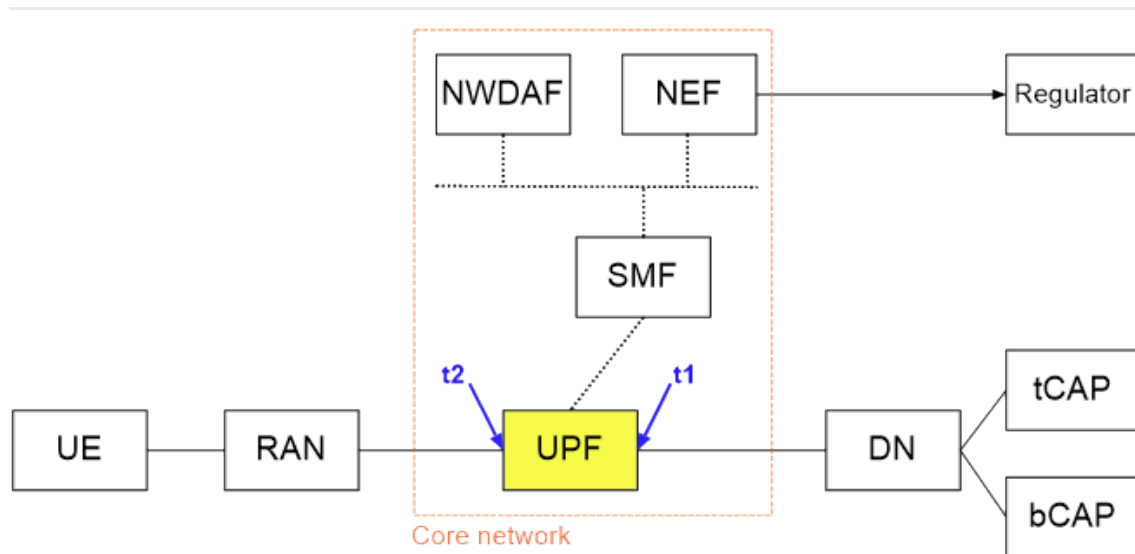 NWDAF
NEF
Regulator
SMF
t2
t1
tCAP
UE
RAN
UPF
DN
bCAP
Core network